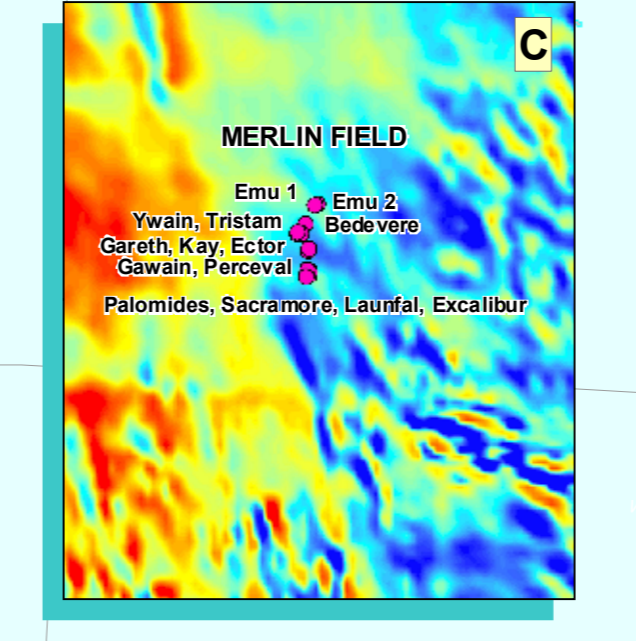 C
MERLIN FIELD
Emu 1
Emu 2
Ywain, Tristam
Bedevere
Gareth, Kay, Ector
Gawain, Perceval
Palomides, Sacramore, Launfal, Excalibur